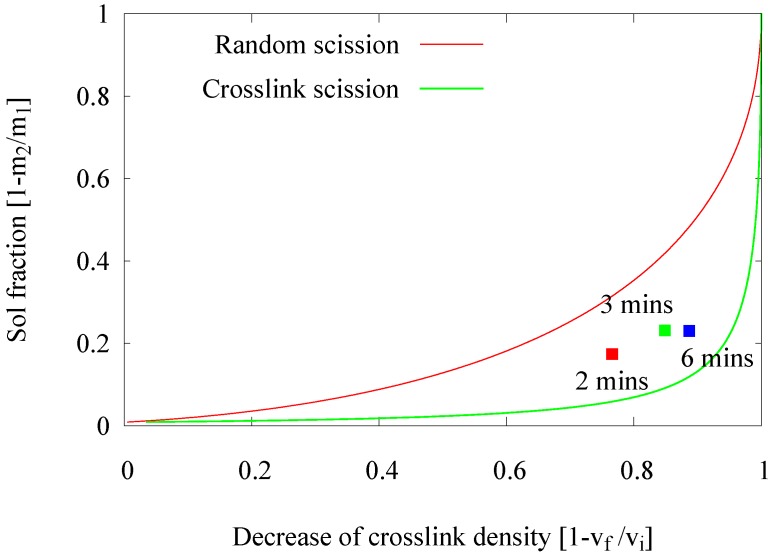 1
Random scission
Crosslink scission
0.8
0.6
0.4
3 mins
0.2
6 mins
2 mins
0
0 0.2 0.4 0.6 0.8 1
Sol fraction [1-m2/m1]
Decrease of crosslink density [1-vf /vi]